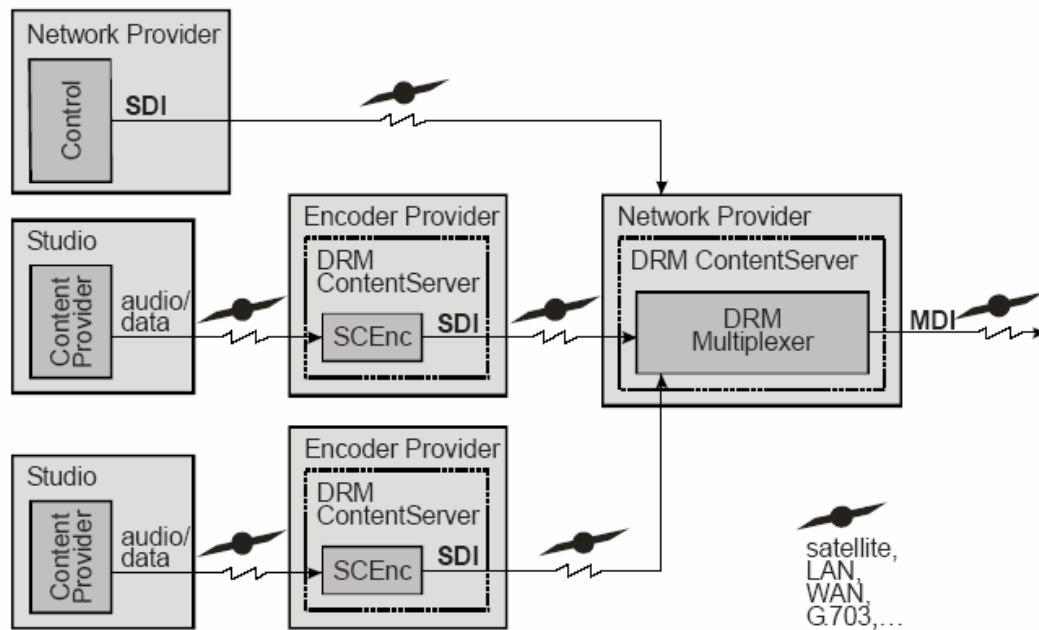 Network Provider
Control
SDI
Studio
Content
Provider
audio/
data
Encoder Provider
DRM
ContentServer
SCEnc
SDI
Network Provider
DRM ContentServer
DRM
Multiplexer
MDI
Studio
Content
Provider
audio/
data
Encoder Provider
DRM
ContentServer
SCEnc
SDI
satellite,
LAN,
WAN,
G.703,...